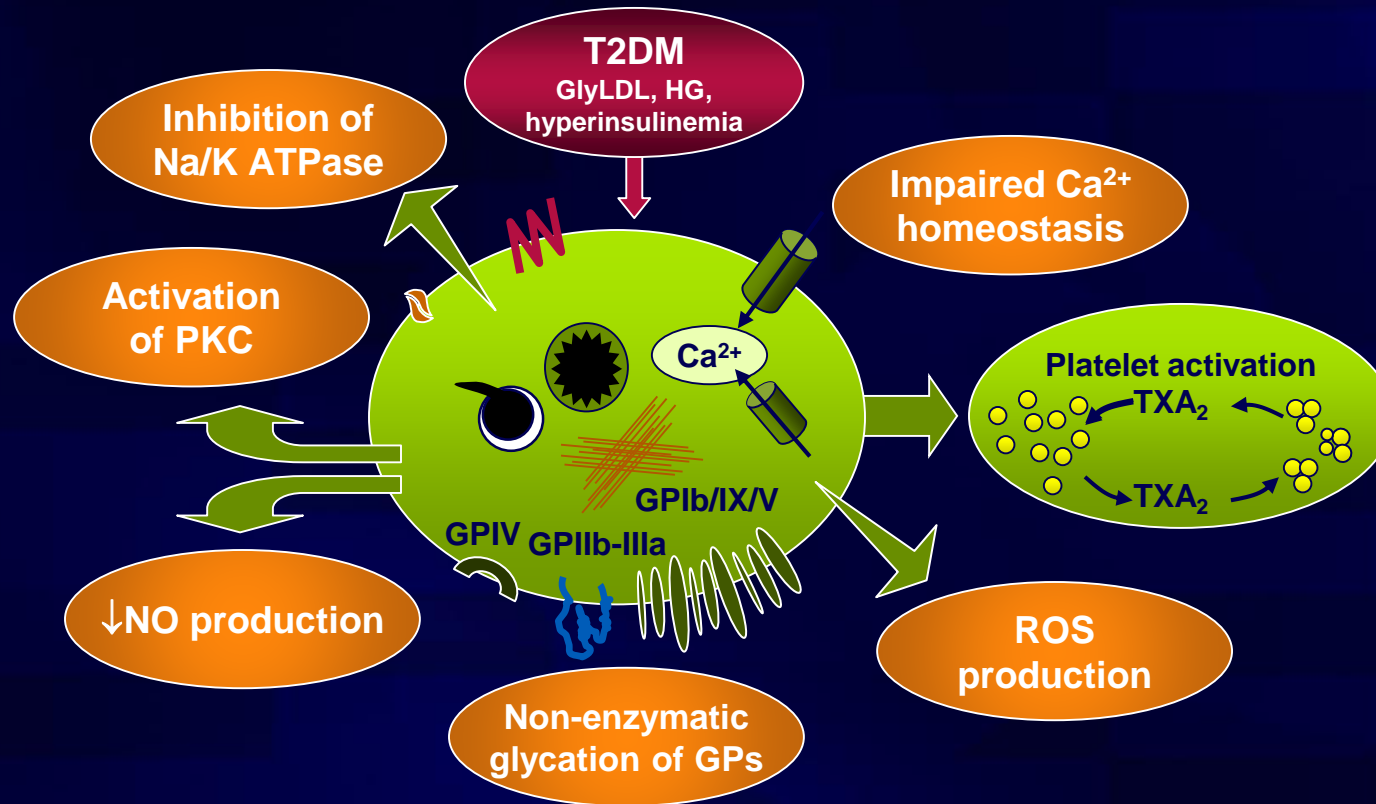 T2DM
GlyLDL, HG,
hyperinsulinemia
Inhibition of
Na/K ATPase
Impaired Ca²⁺
homeostasis
Activation
of PKC
Ca²⁺
Platelet activation
TXA₂
TXA₂
GPIb/IX/V
GPIV
GPIIb-IIIa
↓NO production
ROS
production
Non-enzymatic
glycation of GPs